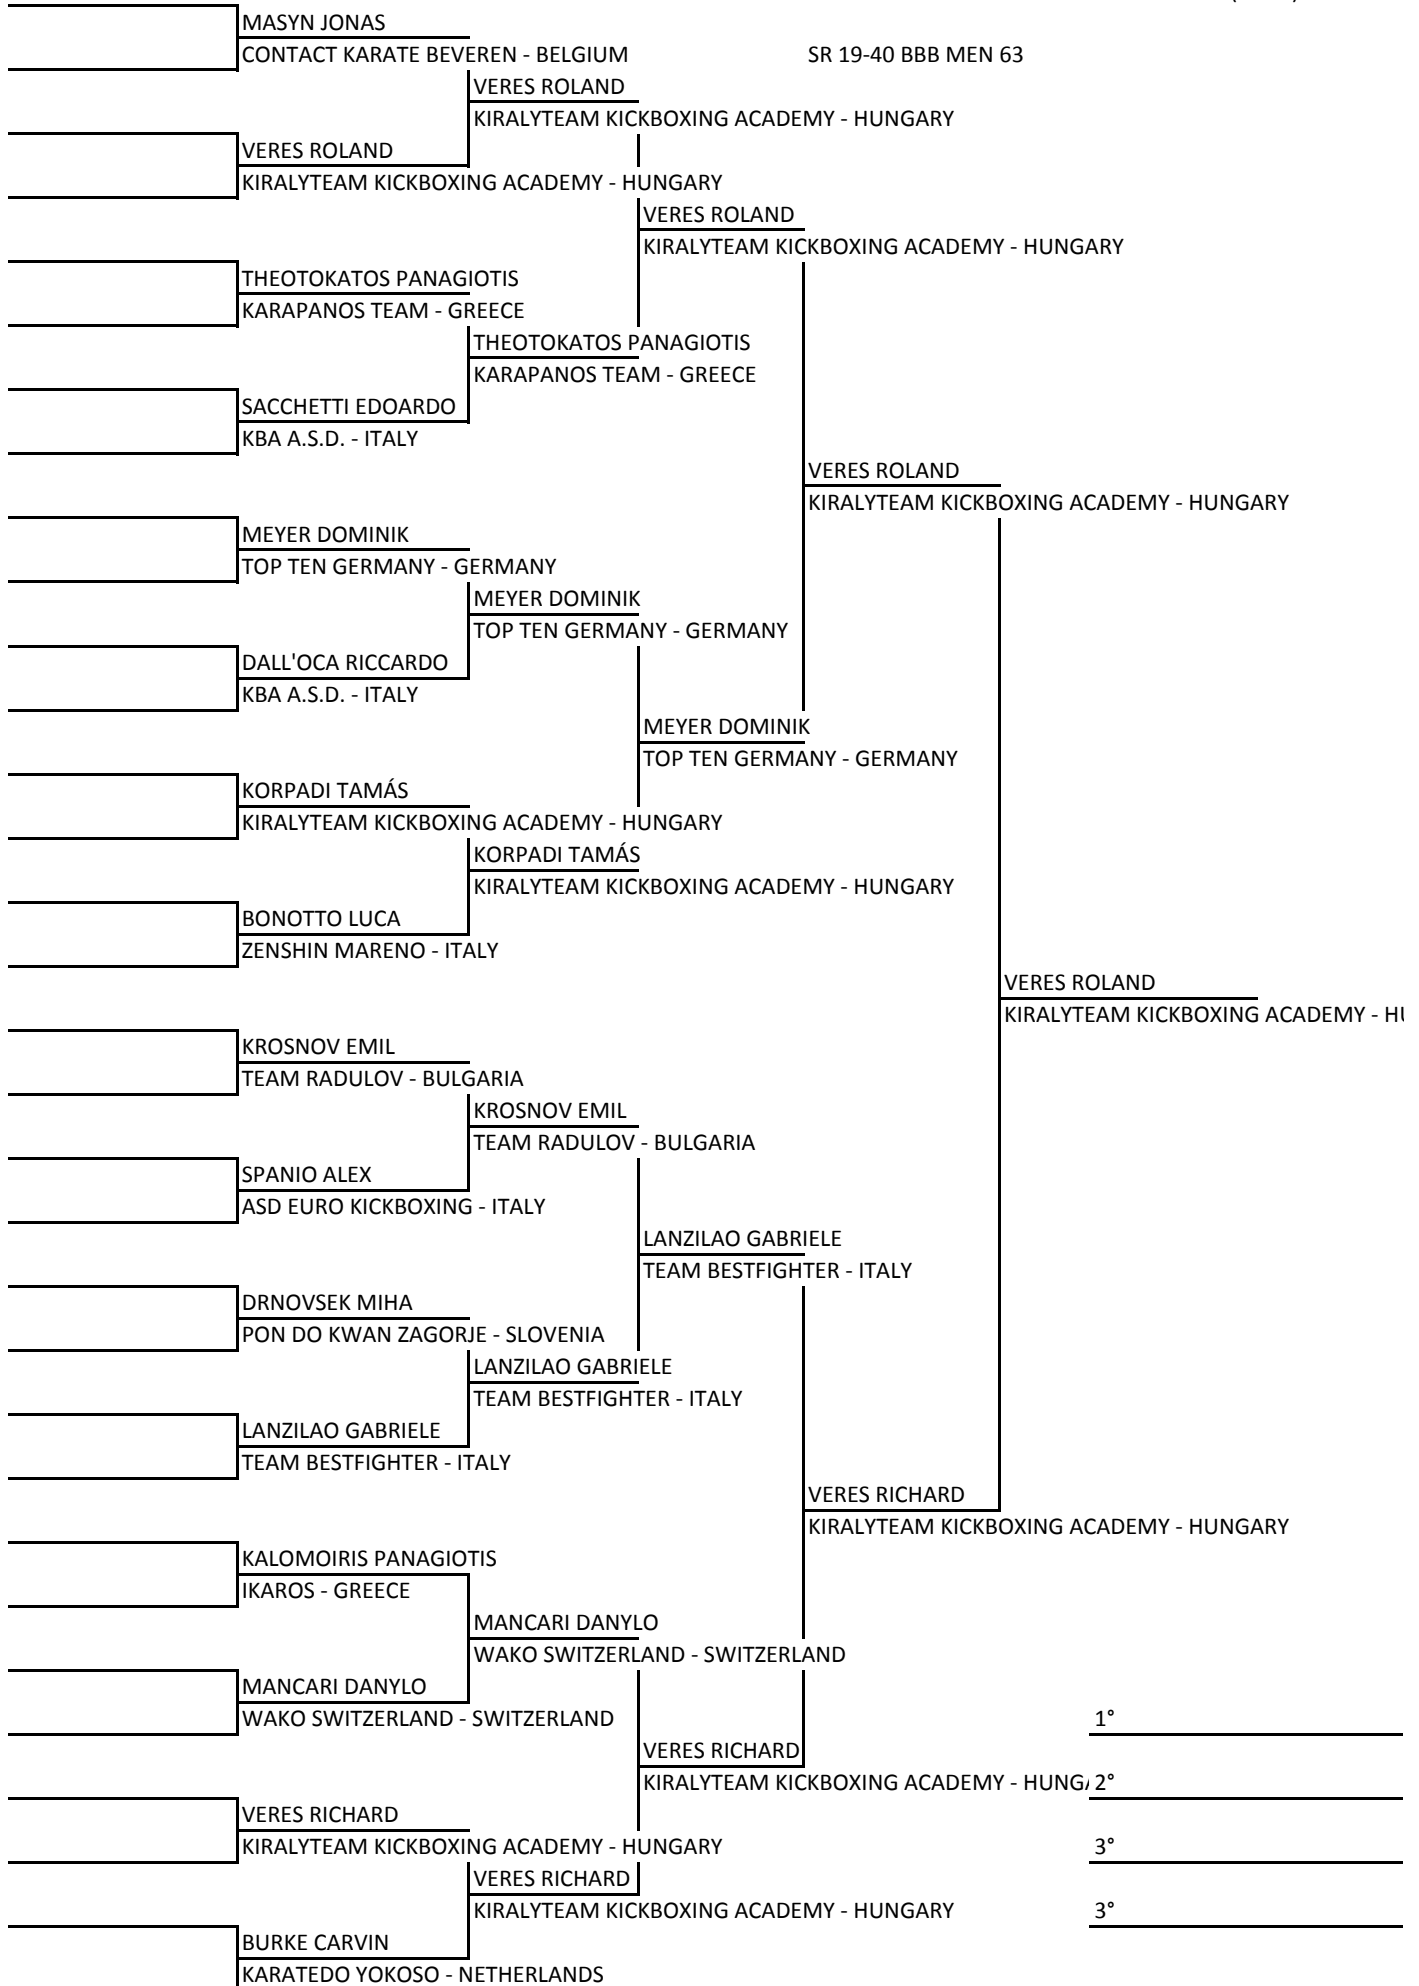 MASYN JONAS
CONTACT KARATE BEVEREN - BELGIUM
SR 19-40 BBB MEN 63
VERES ROLAND
KIRALYTEAM KICKBOXING ACADEMY - HUNGARY
VERES ROLAND
KIRALYTEAM KICKBOXING ACADEMY - HUNGARY
VERES ROLAND
KIRALYTEAM KICKBOXING ACADEMY - HUNGARY
THEOTOKATOS PANAGIOTIS
KARAPANOS TEAM - GREECE
THEOTOKATOS PANAGIOTIS
KARAPANOS TEAM - GREECE
SACCHETTI EDOARDO
KBA A.S.D. - ITALY
VERES ROLAND
KIRALYTEAM KICKBOXING ACADEMY - HUNGARY
MEYER DOMINIK
TOP TEN GERMANY - GERMANY
MEYER DOMINIK
TOP TEN GERMANY - GERMANY
DALL'OCA RICCARDO
KBA A.S.D. - ITALY
MEYER DOMINIK
TOP TEN GERMANY - GERMANY
KORPADI TAMÁS
KIRALYTEAM KICKBOXING ACADEMY - HUNGARY
KORPADI TAMÁS
KIRALYTEAM KICKBOXING ACADEMY - HUNGARY
BONOTTO LUCA
ZENSHIN MARENO - ITALY
VERES ROLAND
KIRALYTEAM KICKBOXING ACADEMY -
KROSNOV EMIL
TEAM RADULOV - BULGARIA
KROSNOV EMIL
TEAM RADULOV - BULGARIA
SPANIO ALEX
ASD EURO KICKBOXING - ITALY
LANZILAO GABRIELE
TEAM BESTFIGHTER - ITALY
DRNOVSEK MIHA
PON DO KWAN ZAGORJE - SLOVENIA
LANZILAO GABRIELE
TEAM BESTFIGHTER - ITALY
LANZILAO GABRIELE
TEAM BESTFIGHTER - ITALY
VERES RICHARD
KIRALYTEAM KICKBOXING ACADEMY - HUNGARY
KALOMOIRIS PANAGIOTIS
IKAROS - GREECE
MANCARI DANYLO
WAKO SWITZERLAND - SWITZERLAND
MANCARI DANYLO
WAKO SWITZERLAND - SWITZERLAND
1°
VERES RICHARD
KIRALYTEAM KICKBOXING ACADEMY -
2°
VERES RICHARD
KIRALYTEAM KICKBOXING ACADEMY - HUNGARY
3°
VERES RICHARD
KIRALYTEAM KICKBOXING ACADEMY - HUNGARY
3°
BURKE CARVIN
KARATEDO YOKOSO - NETHERLANDS